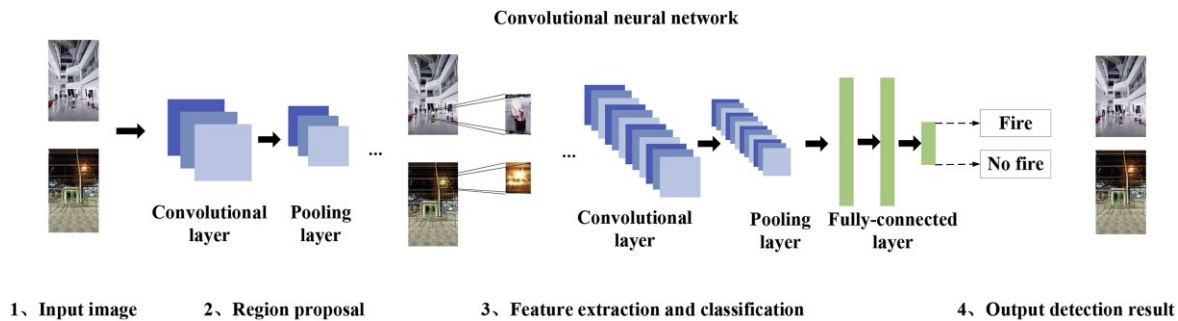 Convolutional neural network
...
...
Fire
No fire
Convolutional
layer
Pooling
layer
Convolutional
layer
Pooling
layer
Fully-connected
layer
1、Input image
2、Region proposal
3、Feature extraction and classification
4、Output detection result